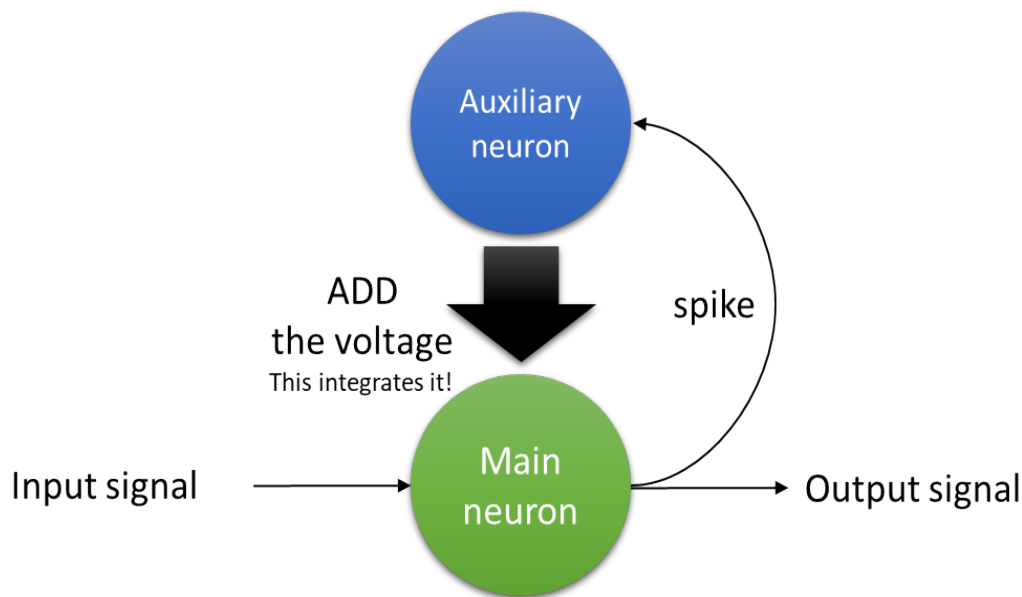 Auxiliary
neuron
ADD
the voltage
This integrates it!
spike
Input signal
Main
neuron
Output signal